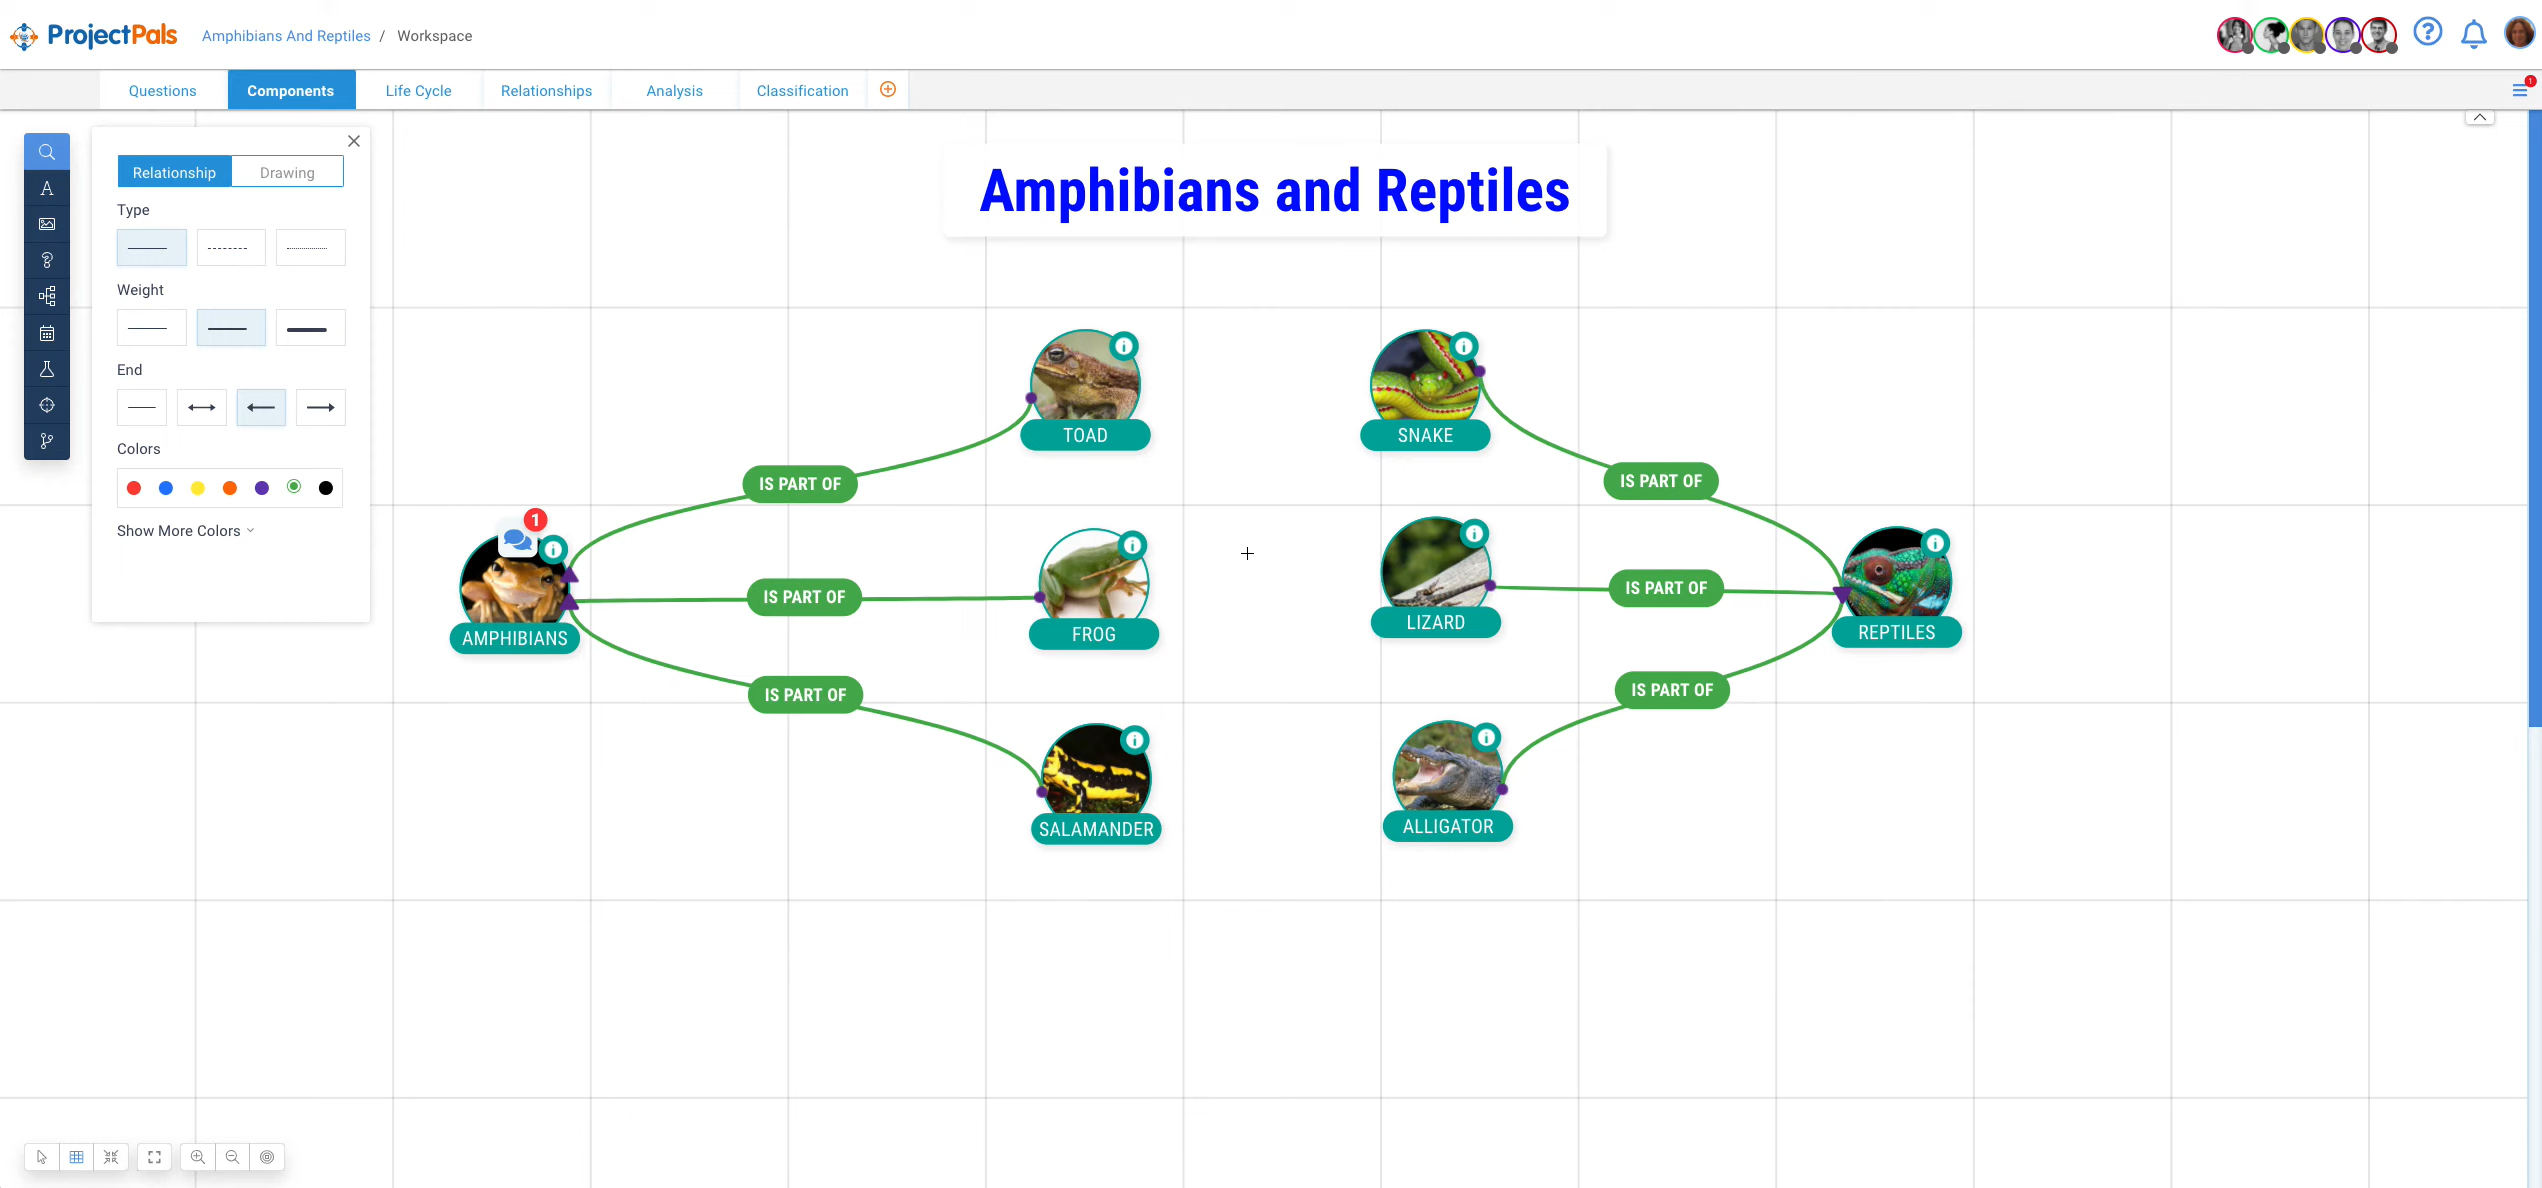 ProjectPals Amphibians And Reptiles / Workspace
Questions Components Life Cycle Relationships Analysis Classification
1
Relationship Drawing
Type
Weight
End
Colors
Show More Colors
Amphibians and Reptiles
TOAD
SNAKE
IS PART OF
IS PART OF
1
AMPHIBIANS
IS PART OF
FROG
LIZARD
IS PART OF
REPTILES
IS PART OF
IS PART OF
SALAMANDER
ALLIGATOR